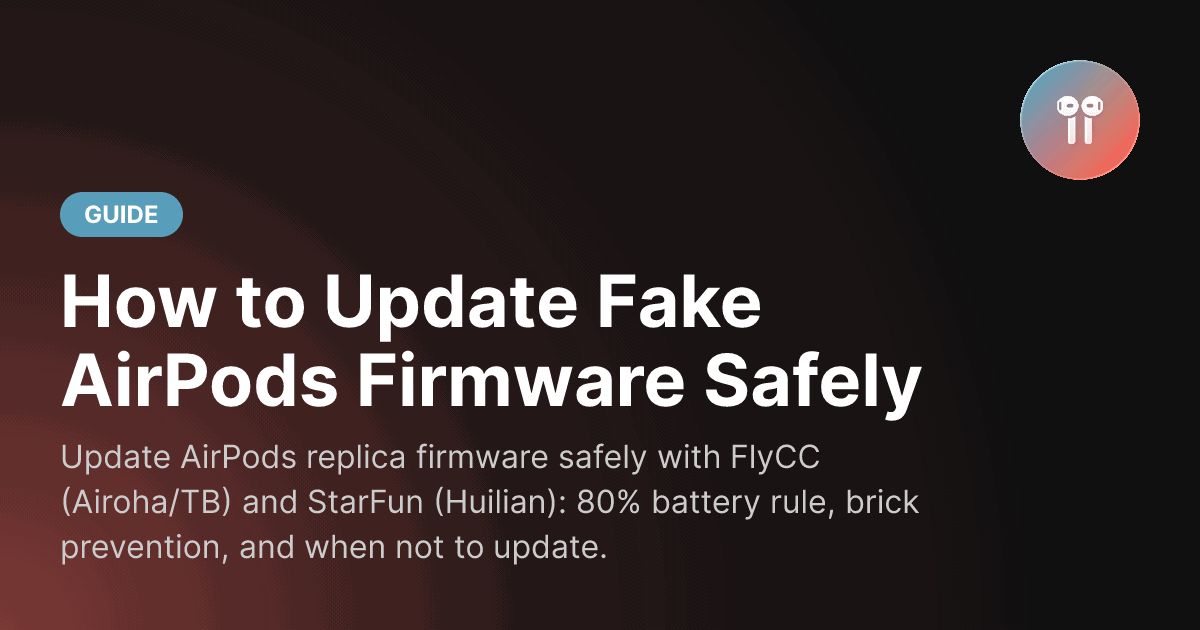 GUIDE
How to Update Fake
AirPods Firmware Safely
Update AirPods replica firmware safely with FlyCC
(Airoha/TB) and StarFun (Huilian): 80% battery rule, brick
prevention, and when not to update.